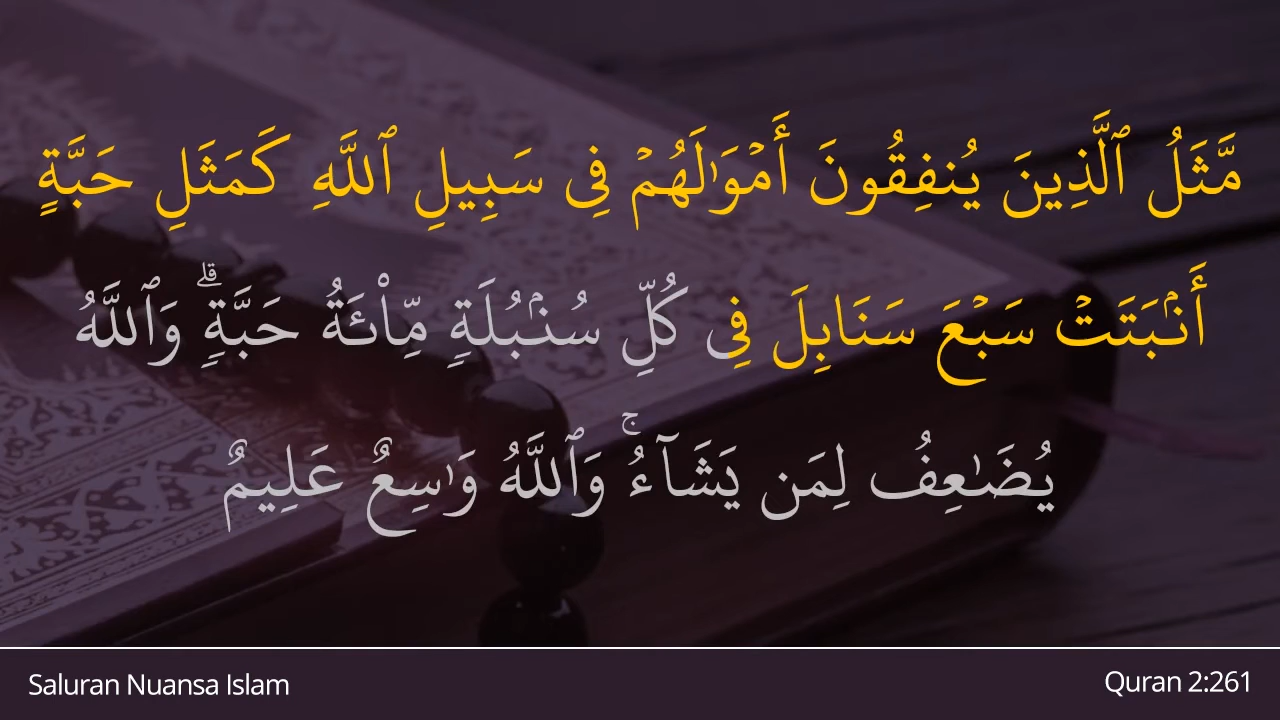 مَّثَلُ ٱلَّذِينَ يُنفِقُونَ أَمْوَٰلَهُمْ فِى سَبِيلِ ٱللَّهِ كَمَثَلِ حَبَّةٍ
أَنۢبَتَتْ سَبْعَ سَنَابِلَ فِى كُلِّ سُنۢبُلَةٍ مِّا۟ئَةُ حَبَّةٍ ۗ وَٱللَّهُ
يُضَٰعِفُ لِمَن يَشَآءُ ۚ وَٱللَّهُ وَٰسِعٌ عَلِيمٌ
Saluran Nuansa Islam
Quran 2:261